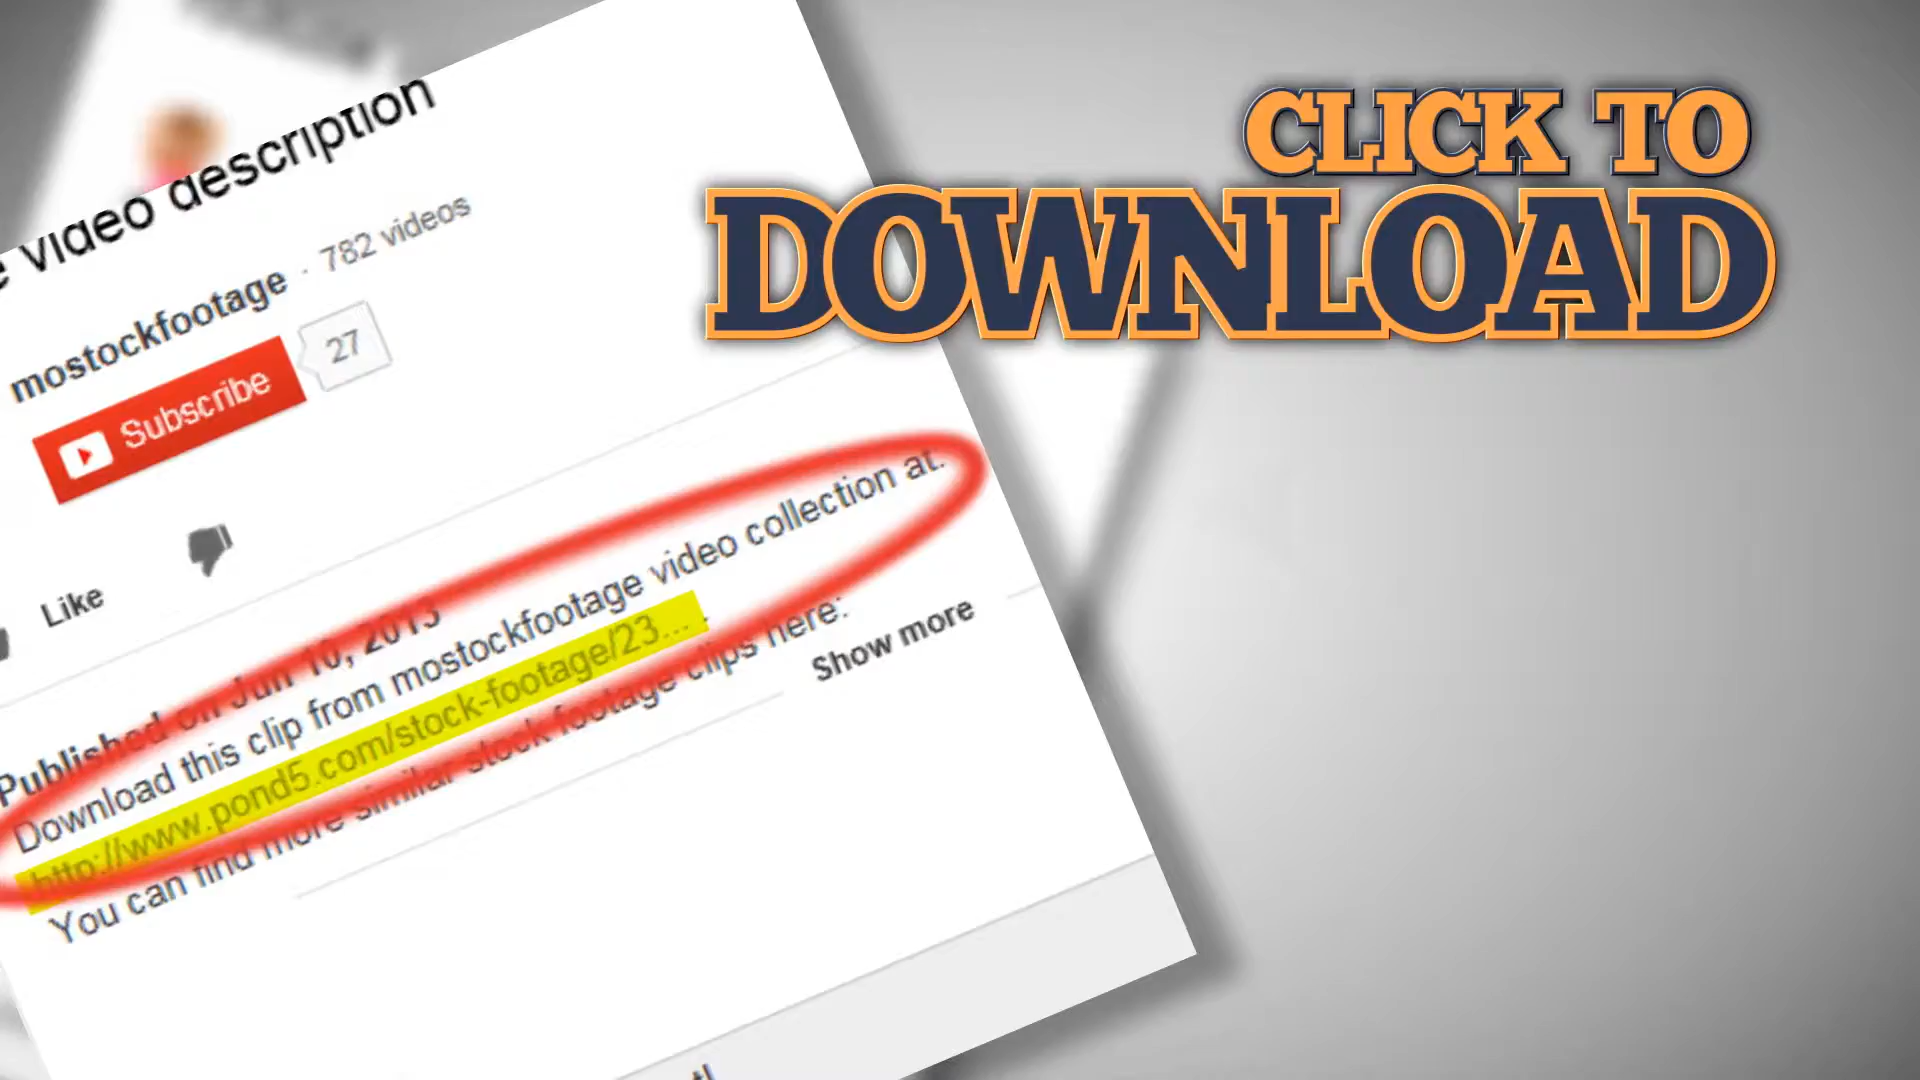 CLICK TO
DOWNLOAD
video description
mostockfootage · 782 videos
Subscribe 27
Like
Published on Jun 10, 2013
Download this clip from mostockfootage video collection at:
http://www.pond5.com/stock-footage/23... .
You can find more similar stock footage clips here:
Show more